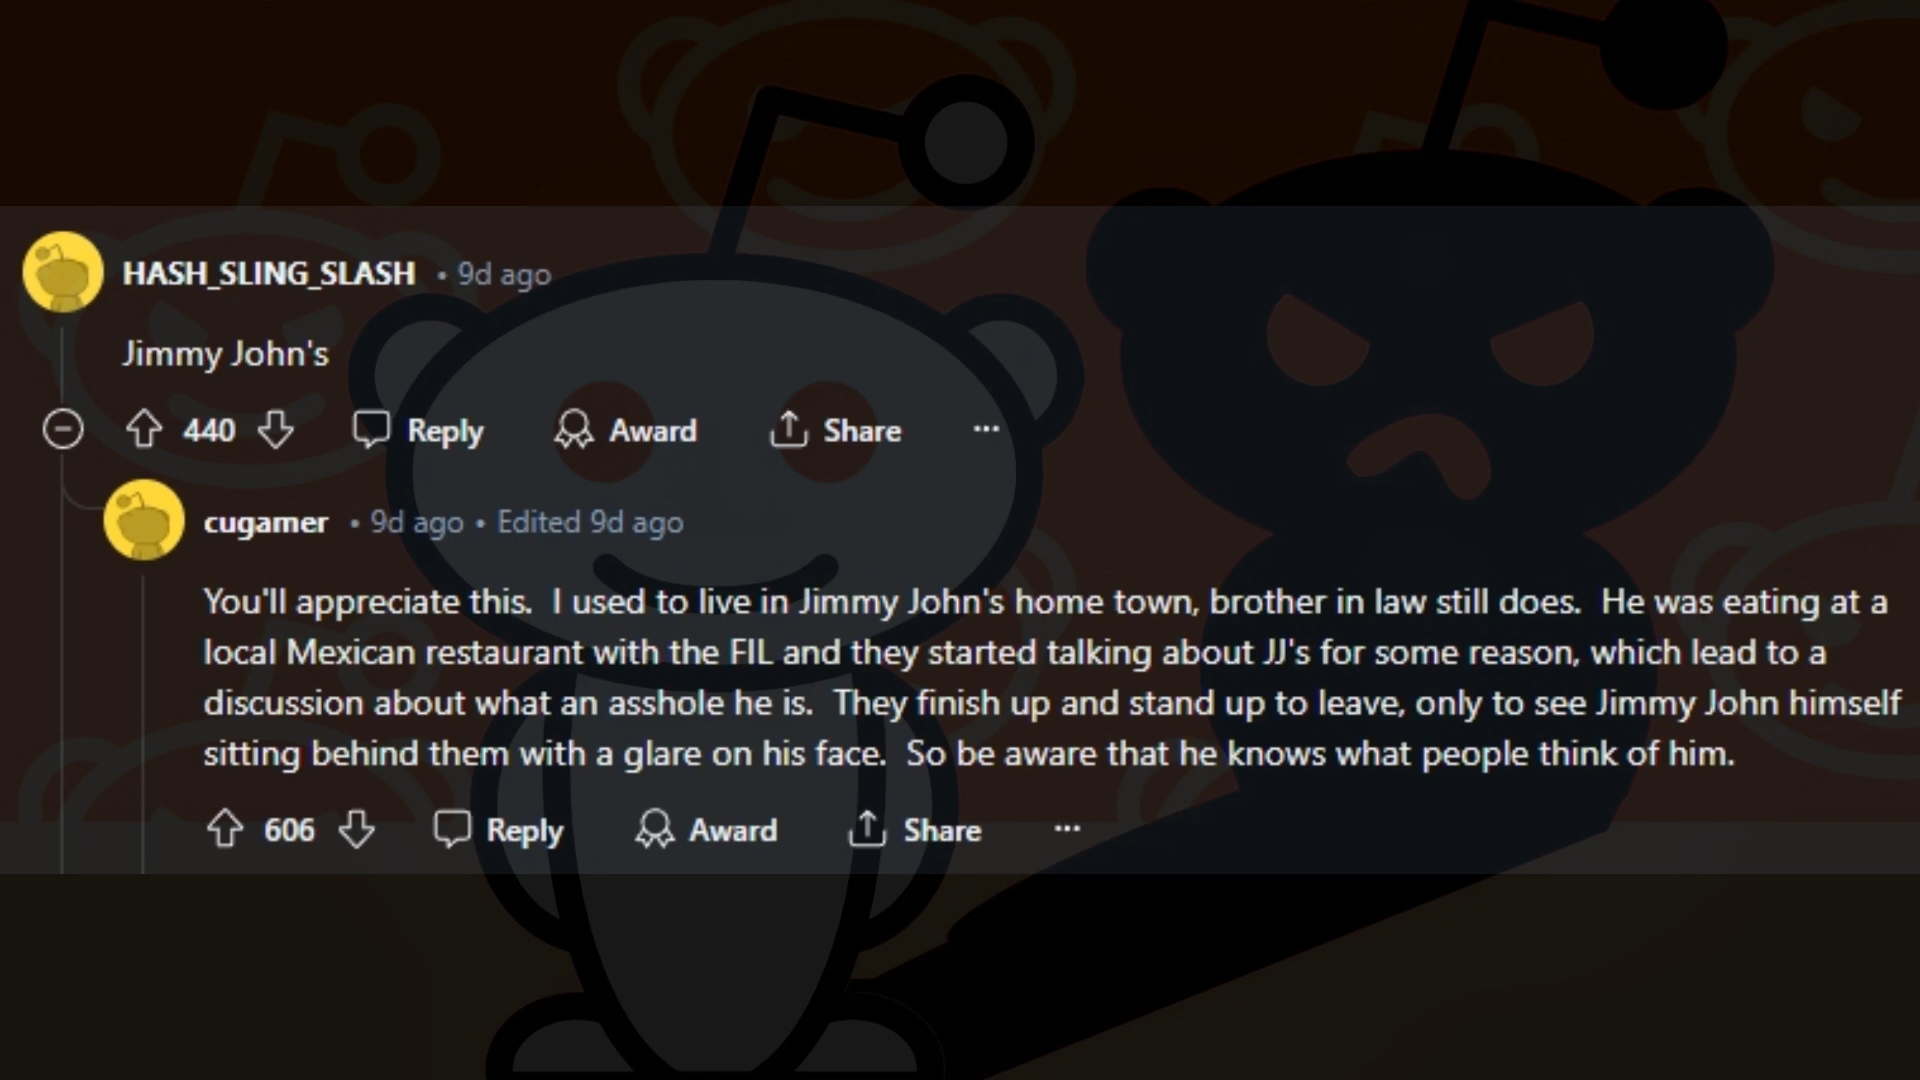 HASH_SLING_SLASH • 9d ago
Jimmy John's
440 Reply Award Share ...
cugamer • 9d ago • Edited 9d ago
You'll appreciate this. I used to live in Jimmy John's home town, brother in law still does. He was eating at a
local Mexican restaurant with the FIL and they started talking about JJ's for some reason, which lead to a
discussion about what an asshole he is. They finish up and stand up to leave, only to see Jimmy John himself
sitting behind them with a glare on his face. So be aware that he knows what people think of him.
606 Reply Award Share ...